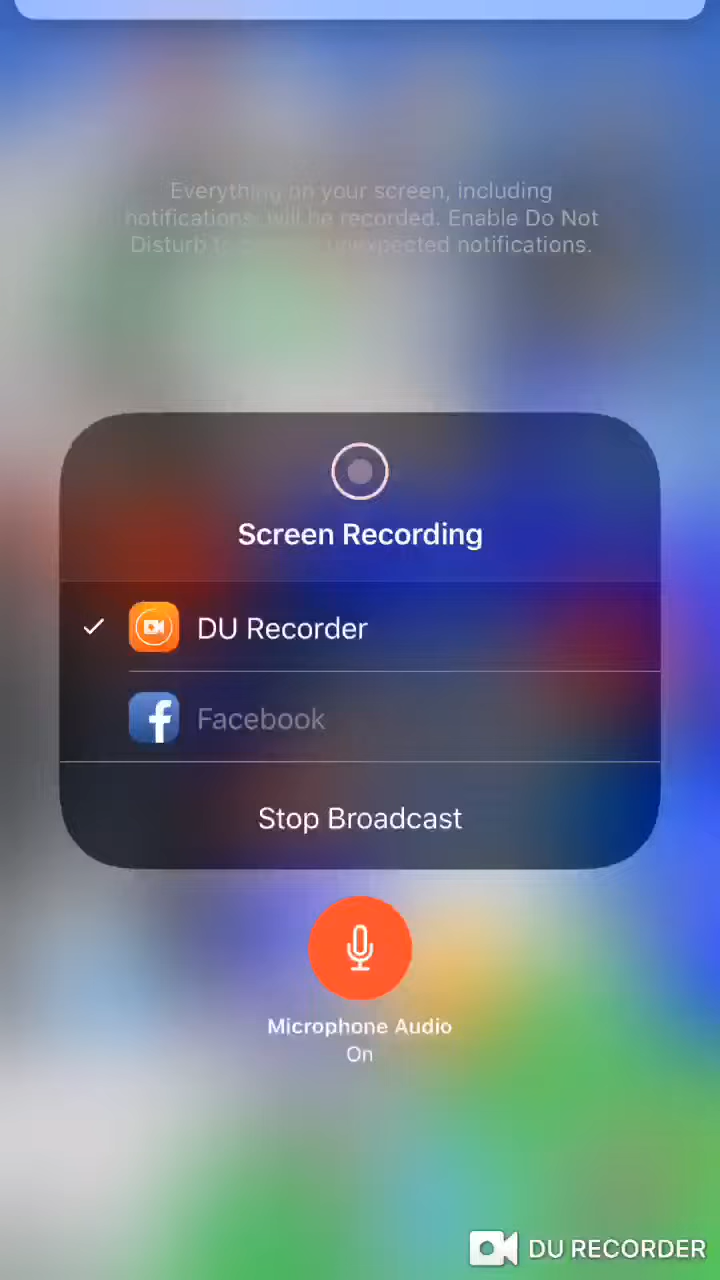 Everything on your screen, including
notifications, will be recorded. Enable Do Not
Disturb unexpected notifications.
Screen Recording
DU Recorder
Facebook
Stop Broadcast
Microphone Audio
On
DU RECORDER